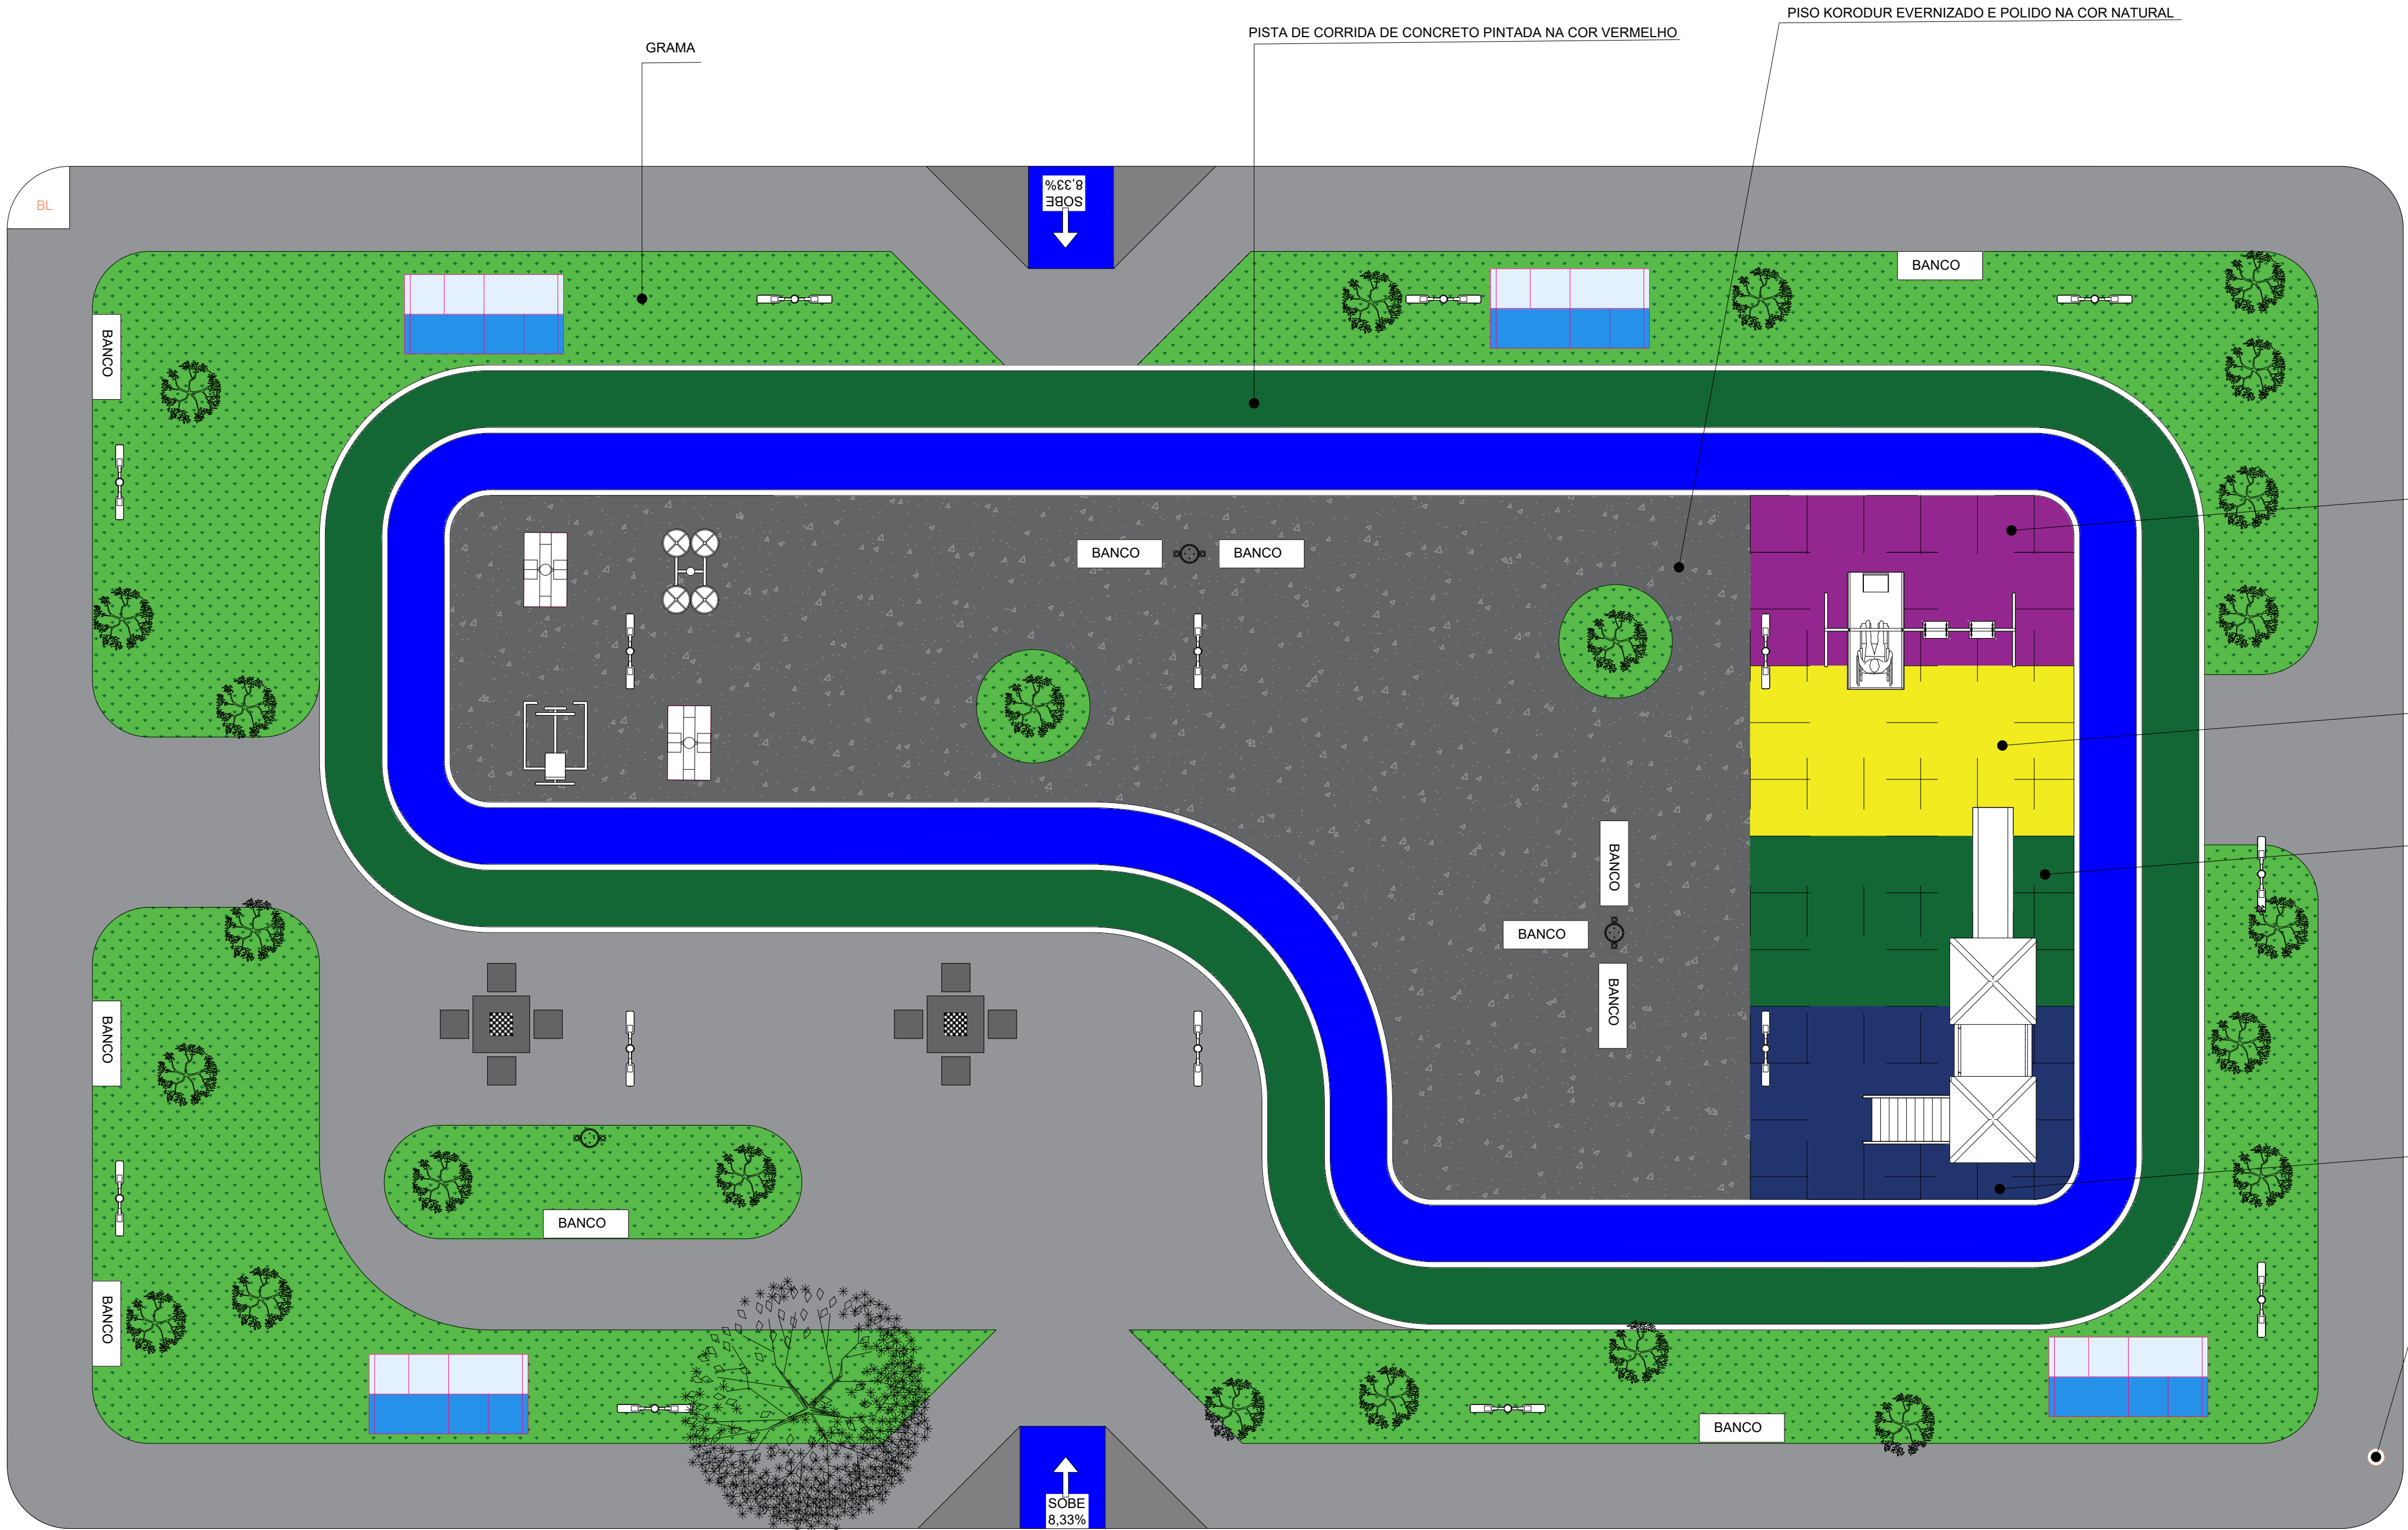 PISO KORODUR EVERNIZADO E POLIDO NA COR NATURAL
PISTA DE CORRIDA DE CONCRETO PINTADA NA COR VERMELHO
GRAMA
SOBE
8,33%
BL
BANCO
BANCO
BANCO
BANCO
BANCO
BANCO
BANCO
BANCO
BANCO
BANCO
BANCO
SOBE
8,33%